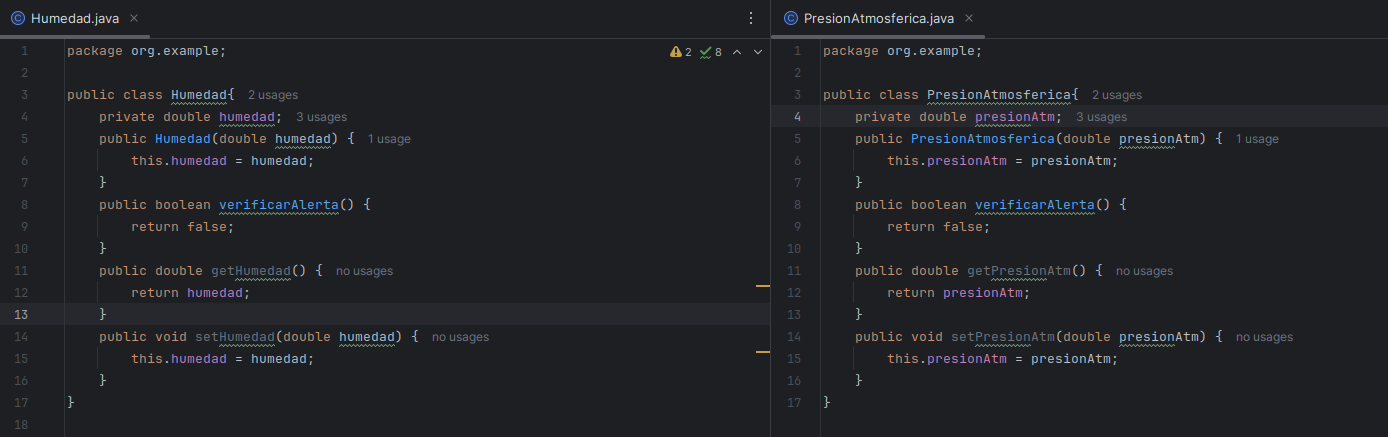 Humedad.java
1 package org.example;
2
3 public class Humedad{ 2 usages
4 private double humedad; 3 usages
5 public Humedad(double humedad) { 1 usage
6 this.humedad = humedad;
7 }
8 public boolean verificarAlerta() {
9 return false;
10 }
11 public double getHumedad() { no usages
12 return humedad;
13 }
14 public void setHumedad(double humedad) { no usages
15 this.humedad = humedad;
16 }
17 }
18
2 8
PresionAtmosferica.java
1 package org.example;
2
3 public class PresionAtmosferica{ 2 usages
4 private double presionAtm; 3 usages
5 public PresionAtmosferica(double presionAtm) { 1 usage
6 this.presionAtm = presionAtm;
7 }
8 public boolean verificarAlerta() {
9 return false;
10 }
11 public double getPresionAtm() { no usages
12 return presionAtm;
13 }
14 public void setPresionAtm(double presionAtm) { no usages
15 this.presionAtm = presionAtm;
16 }
17 }